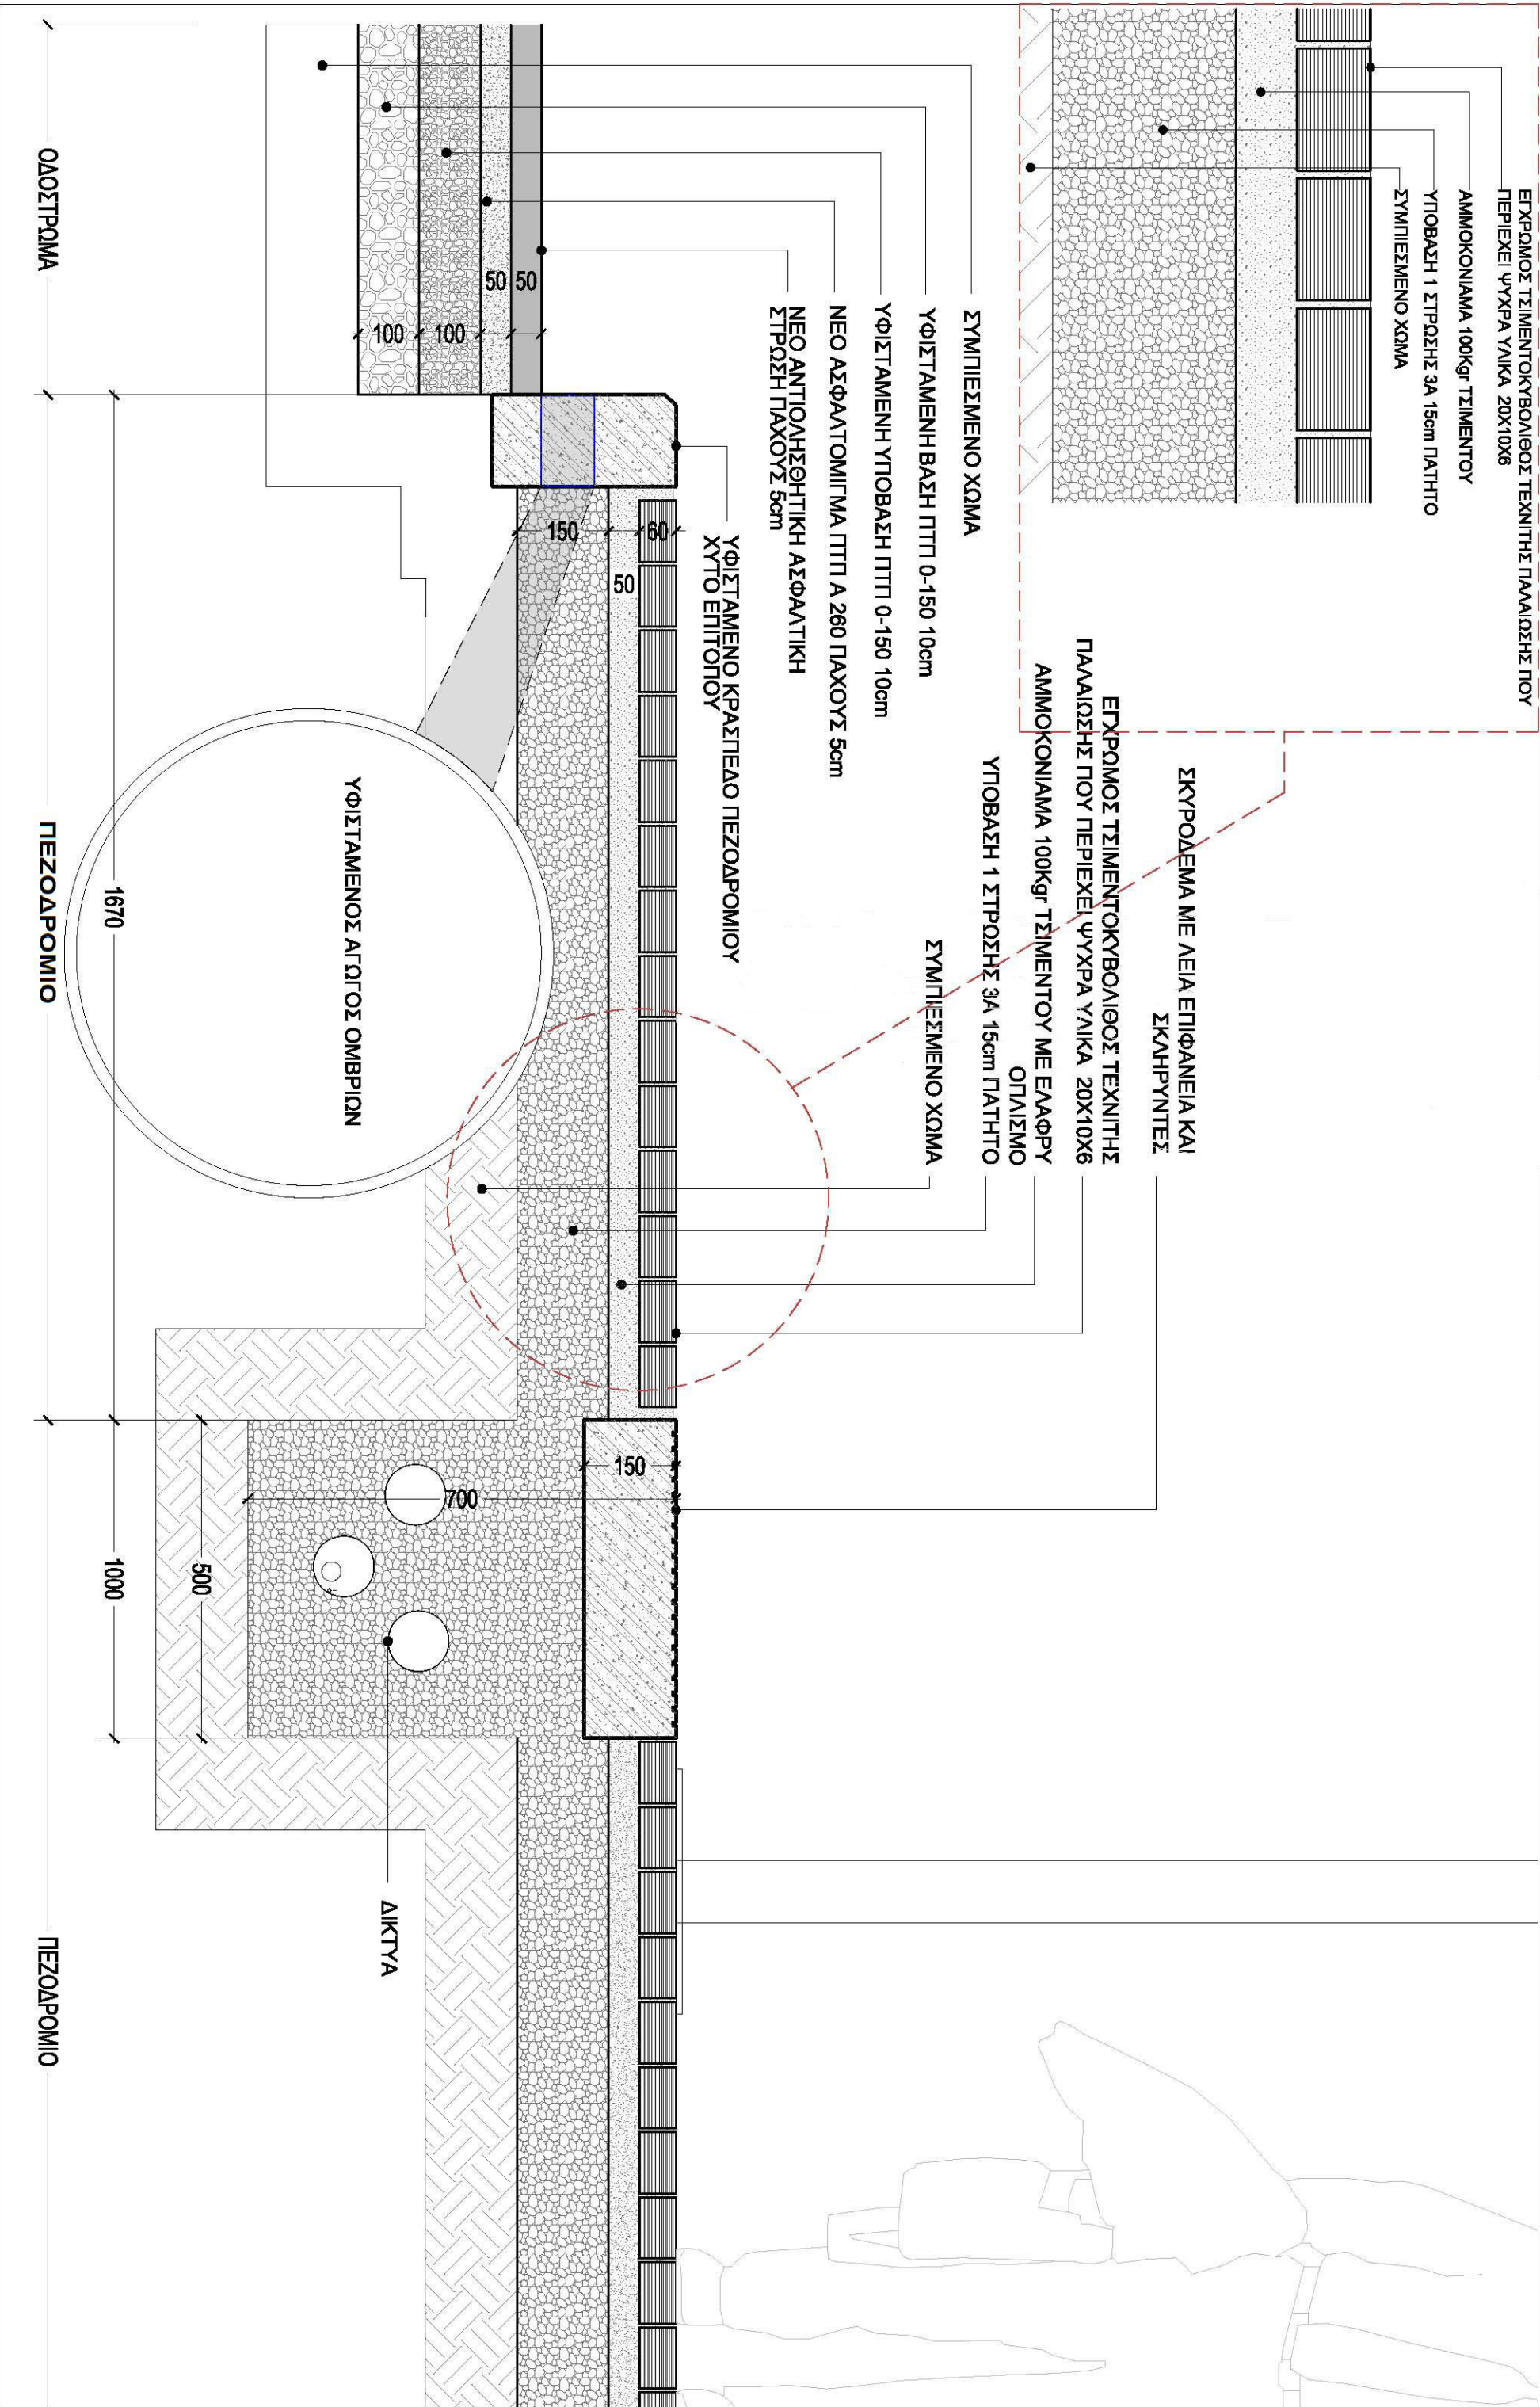 ΕΓΧΡΩΜΟΣ ΤΣΙΜΕΝΤΟΚΥΒΟΛΙΘΟΣ ΤΕΧΝΙΤΗΣ ΠΑΛΑΙΩΣΗΣ ΠΟΥ
ΠΕΡΙΕΧΕΙ ΨΥΧΡΑ ΥΛΙΚΑ 20X10X6
ΑΜΜΟΚΟΝΙΑΜΑ 100Kgr ΤΣΙΜΕΝΤΟΥ
ΥΠΟΒΑΣΗ 1 ΣΤΡΩΣΗΣ 3Α 15cm ΠΑΤΗΤΟ
ΣΥΜΠΙΕΣΜΕΝΟ ΧΩΜΑ
ΣΚΥΡΟΔΕΜΑ ΜΕ ΛΕΙΑ ΕΠΙΦΑΝΕΙΑ ΚΑΙ
ΣΚΛΗΡΥΝΤΕΣ
ΕΓΧΡΩΜΟΣ ΤΣΙΜΕΝΤΟΚΥΒΟΛΙΘΟΣ ΤΕΧΝΙΤΗΣ
ΠΑΛΑΙΩΣΗΣ ΠΟΥ ΠΕΡΙΕΧΕΙ ΨΥΧΡΑ ΥΛΙΚΑ 20X10X6
ΑΜΜΟΚΟΝΙΑΜΑ 100Kgr ΤΣΙΜΕΝΤΟΥ ΜΕ ΕΛΑΦΡΥ
ΟΠΛΙΣΜΟ
ΥΠΟΒΑΣΗ 1 ΣΤΡΩΣΗΣ 3Α 15cm ΠΑΤΗΤΟ
ΣΥΜΠΙΕΣΜΕΝΟ ΧΩΜΑ
ΣΥΜΠΙΕΣΜΕΝΟ ΧΩΜΑ
ΥΦΙΣΤΑΜΕΝΗ ΒΑΣΗ ΠΤΠ 0-150 10cm
ΥΦΙΣΤΑΜΕΝΗ ΥΠΟΒΑΣΗ ΠΤΠ 0-150 10cm
ΝΕΟ ΑΣΦΑΛΤΟΜΙΓΜΑ ΠΤΠ Α 260 ΠΑΧΟΥΣ 5cm
ΝΕΟ ΑΝΤΙΟΛΗΣΘΗΤΙΚΗ ΑΣΦΑΛΤΙΚΗ
ΣΤΡΩΣΗ ΠΑΧΟΥΣ 5cm
ΥΦΙΣΤΑΜΕΝΟ ΚΡΑΣΠΕΔΟ ΠΕΖΟΔΡΟΜΙΟΥ
ΧΥΤΟ ΕΠΙΤΟΠΟΥ
60
50
150
50
50
100
100
150
700
ΥΦΙΣΤΑΜΕΝΟΣ ΑΓΩΓΟΣ ΟΜΒΡΙΩΝ
ΔΙΚΤΥΑ
500
1670
1000
ΟΔΟΣΤΡΩΜΑ
ΠΕΖΟΔΡΟΜΙΟ
ΠΕΖΟΔΡΟΜΙΟ